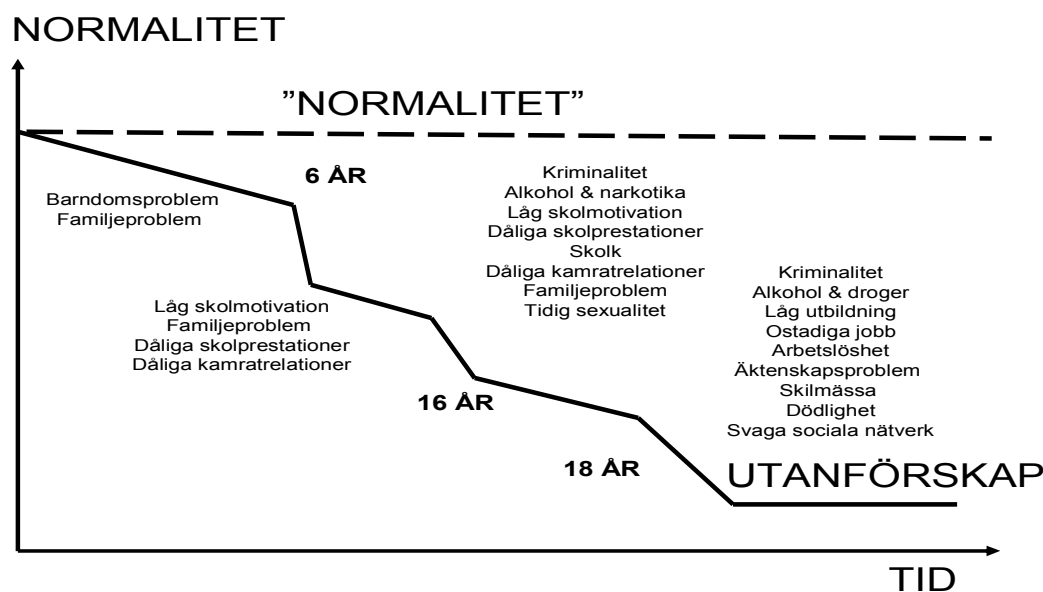 NORMALITET
”NORMALITET”
6 ÅR
Barndomsproblem
Familjeproblem
Kriminalitet
Alkohol & narkotika
Låg skolmotivation
Dåliga skolprestationer
Skolk
Dåliga kamratrelationer
Familjeproblem
Tidig sexualitet
Låg skolmotivation
Familjeproblem
Dåliga skolprestationer
Dåliga kamratrelationer
Kriminalitet
Alkohol & droger
Låg utbildning
Ostadiga jobb
Arbetslöshet
Äktenskapsproblem
Skilmässa
Dödlighet
Svaga sociala nätverk
16 ÅR
18 ÅR
UTANFÖRSKAP
TID